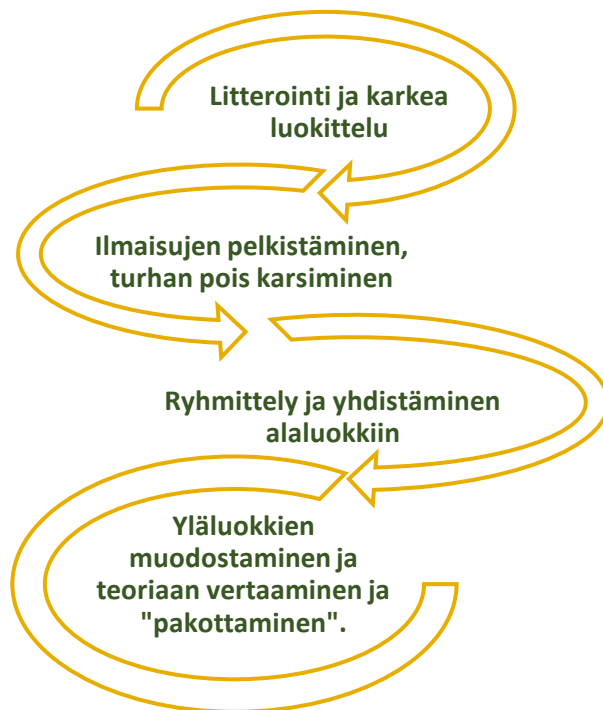 Litterointi ja karkea
luokittelu
Ilmaisujen pelkistäminen,
turhan pois karsiminen
Ryhmittely ja yhdistäminen
alaluokkiin
Yläluokkien
muodostaminen ja
teoriaan vertaaminen ja
"pakottaminen".